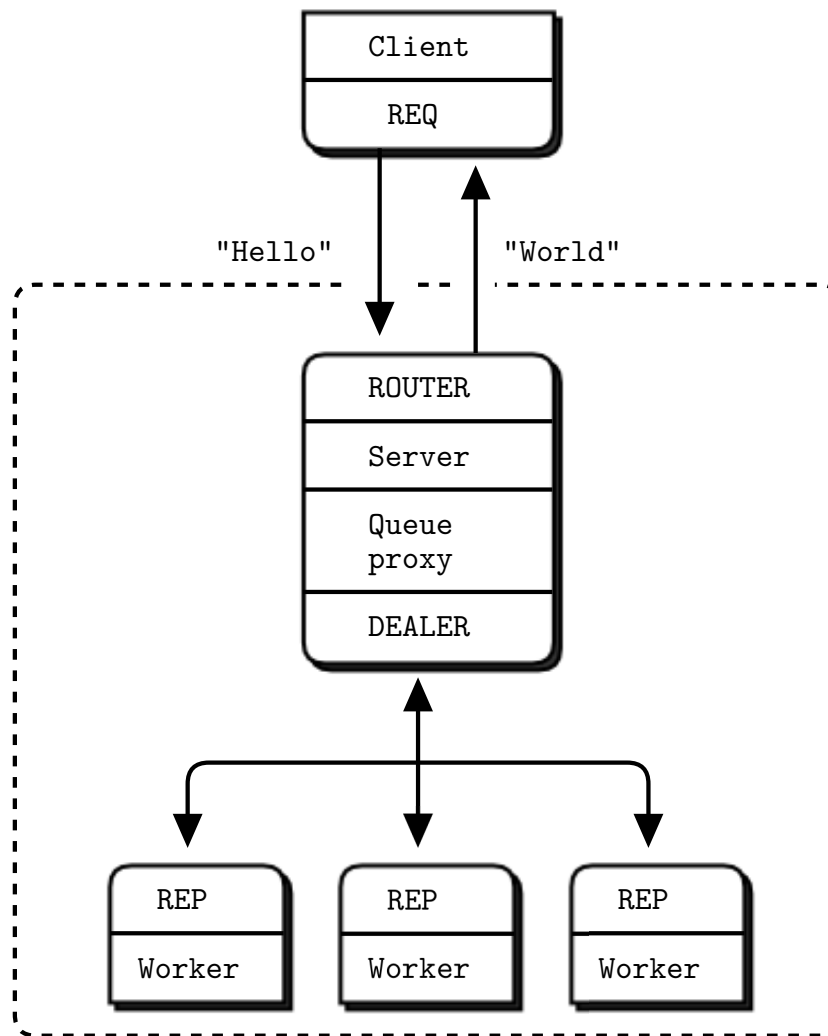 Client
REQ
"Hello" "World"
ROUTER
Server
Queue
proxy
DEALER
REP REP REP
Worker Worker Worker